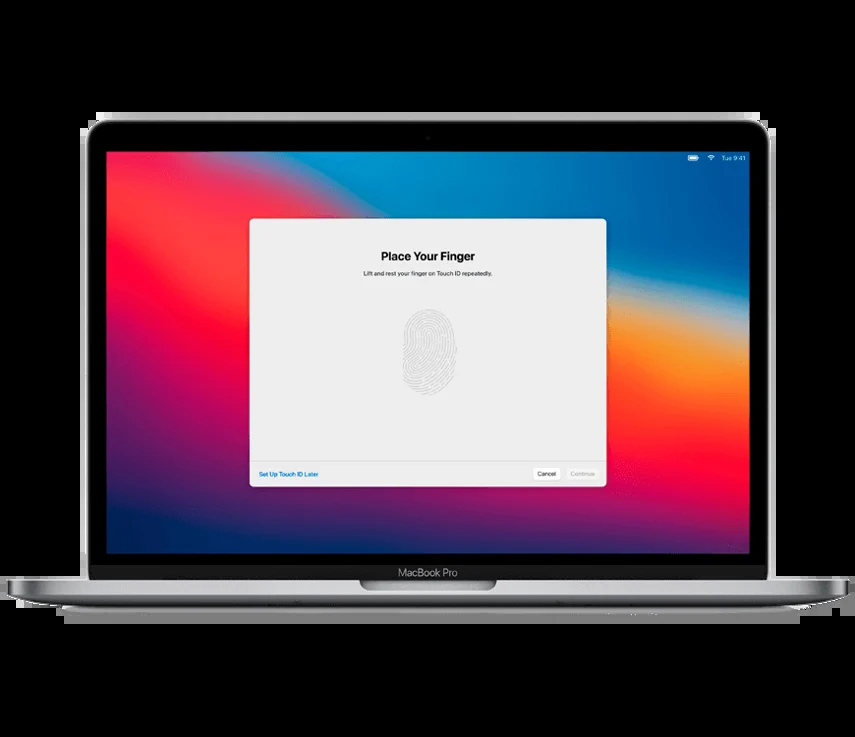 Tue 9:41
Place Your Finger
Lift and rest your finger on Touch ID repeatedly.
Set Up Touch ID Later
Cancel
Continue
MacBook Pro